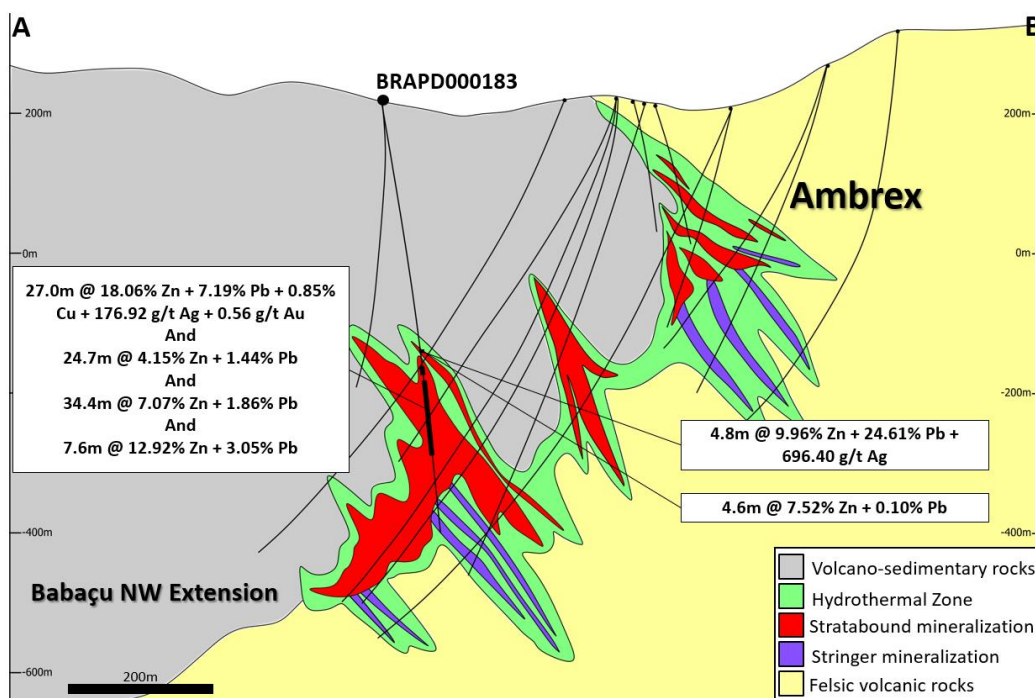 A
B
BRAPD000183
200m
200m
Ambrex
0m
0m
27.0m @ 18.06% Zn + 7.19% Pb + 0.85%
Cu + 176.92 g/t Ag + 0.56 g/t Au
And
24.7m @ 4.15% Zn + 1.44% Pb
And
34.4m @ 7.07% Zn + 1.86% Pb
And
7.6m @ 12.92% Zn + 3.05% Pb
-200m
4.8m @ 9.96% Zn + 24.61% Pb +
696.40 g/t Ag
4.6m @ 7.52% Zn + 0.10% Pb
-400m
-400m
Babaçu NW Extension
Volcano-sedimentary rocks
Hydrothermal Zone
Stratabound mineralization
Stringer mineralization
Felsic volcanic rocks
-600m
200m